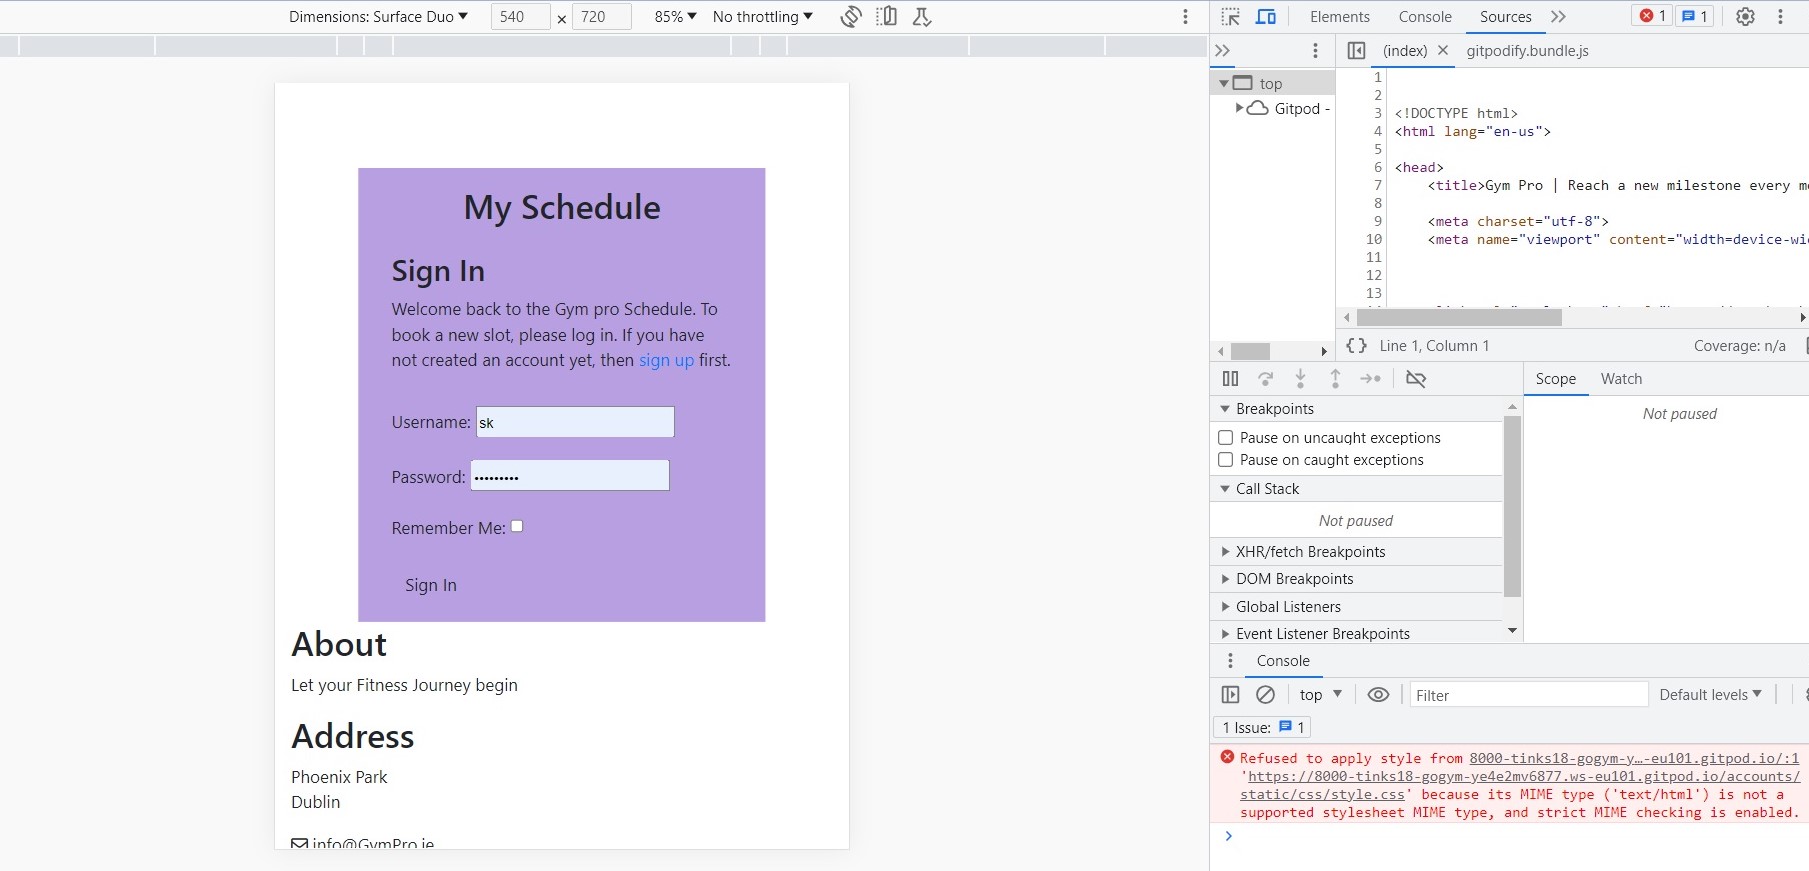 Dimensions: Surface Duo 540 × 720 85% No throttling
Elements Console Sources 1 1
(index) gitpodify.bundle.js
top
Gitpod -
1
2
3 <!DOCTYPE html>
4 <html lang="en-us">
5
6 <head>
7 <title>Gym Pro | Reach a new milestone every
8
9 <meta charset="utf-8">
10 <meta name="viewport" content="width=device-wi
11
12
13
{ } Line 1, Column 1 Coverage: n/a
Scope Watch
Not paused
Breakpoints
Pause on uncaught exceptions
Pause on caught exceptions
Call Stack
Not paused
XHR/fetch Breakpoints
DOM Breakpoints
Global Listeners
Event Listener Breakpoints
Console
top Filter Default levels
1 Issue: 1
Refused to apply style from 8000-tinks18-gogym-y…-eu101.gitpod.io/:1
'https://8000-tinks18-gogym-ye4e2mv6877.ws-eu101.gitpod.io/accounts/
static/css/style.css' because its MIME type ('text/html') is not a
supported stylesheet MIME type, and strict MIME checking is enabled.
My Schedule
Sign In
Welcome back to the Gym pro Schedule. To
book a new slot, please log in. If you have
not created an account yet, then sign up first.
Username: sk
Password: •••••••••
Remember Me:
Sign In
About
Let your Fitness Journey begin
Address
Phoenix Park
Dublin
info@GymPro.ie